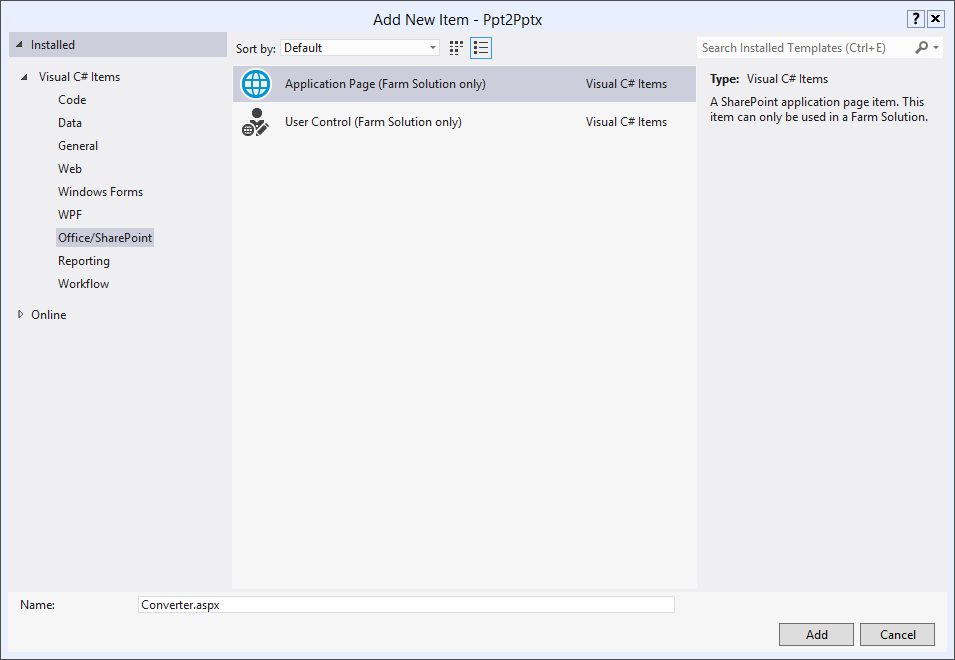 Add New Item - Ppt2Pptx
? X
Installed
Visual C# Items
Code
Data
General
Web
Windows Forms
WPF
Office/SharePoint
Reporting
Workflow
Online
Sort by: Default
Application Page (Farm Solution only) Visual C# Items
User Control (Farm Solution only) Visual C# Items
Search Installed Templates (Ctrl+E)
Type: Visual C# Items
A SharePoint application page item. This
item can only be used in a Farm Solution.
Name: Converter.aspx
Add Cancel